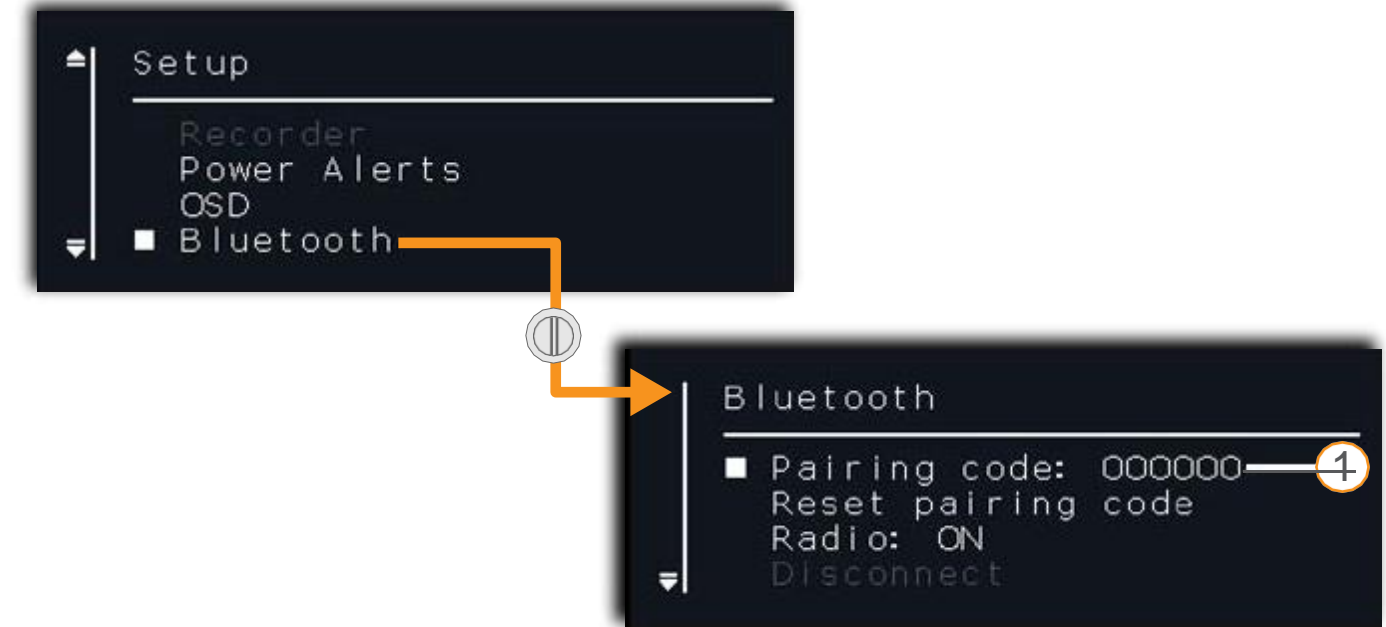 Setup
Recorder
Power Alerts
OSD
Bluetooth
Bluetooth
Pairing code: 000000
1
Reset pairing code
Radio: ON
Disconnect